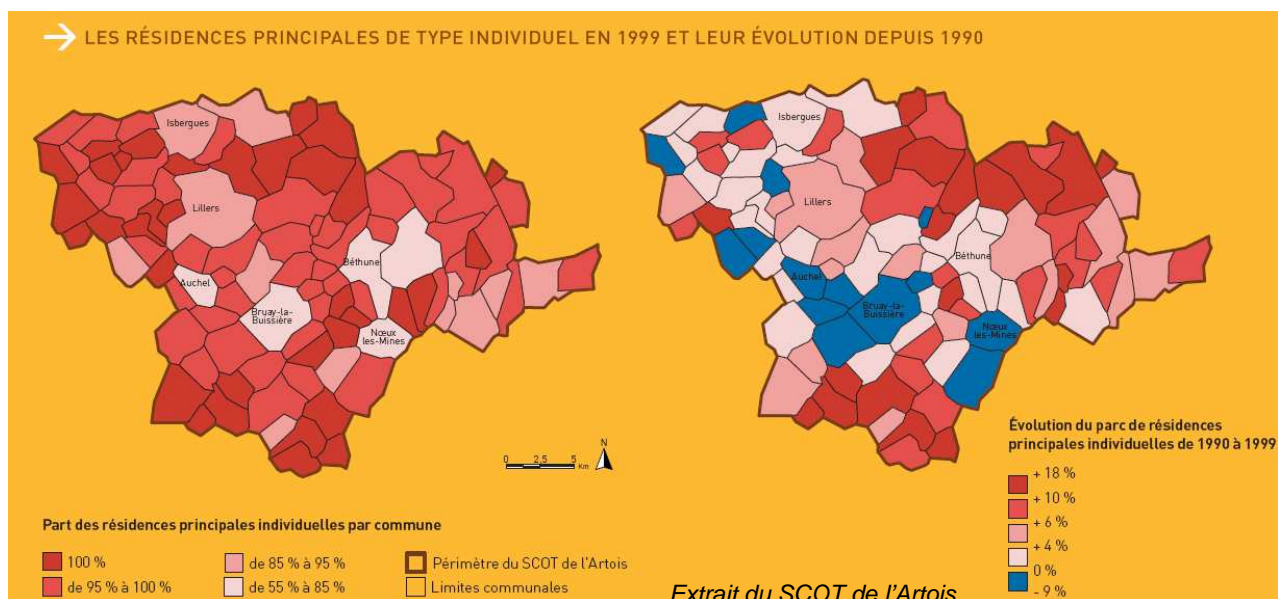 LES RÉSIDENCES PRINCIPALES DE TYPE INDIVIDUEL EN 1999 ET LEUR ÉVOLUTION DEPUIS 1990
Isbergues
Lillers
Béthune
Auchel
Bruay-la-
Buissière
Nœux
les-Mines
Isbergues
Lillers
Béthune
Auchel
Bruay-la-
Buissière
Nœux
les-Mines
0 2,5 5
Km
N
Part des résidences principales individuelles par commune
100 %
de 95 % à 100 %
de 85 % à 95 %
de 55 % à 85 %
Périmètre du SCOT de l'Artois
Limites communales
Évolution du parc de résidences
principales individuelles de 1990 à 1999
+ 18 %
+ 10 %
+ 6 %
+ 4 %
0 %
- 9 %
Extrait du SCOT de l'Artois